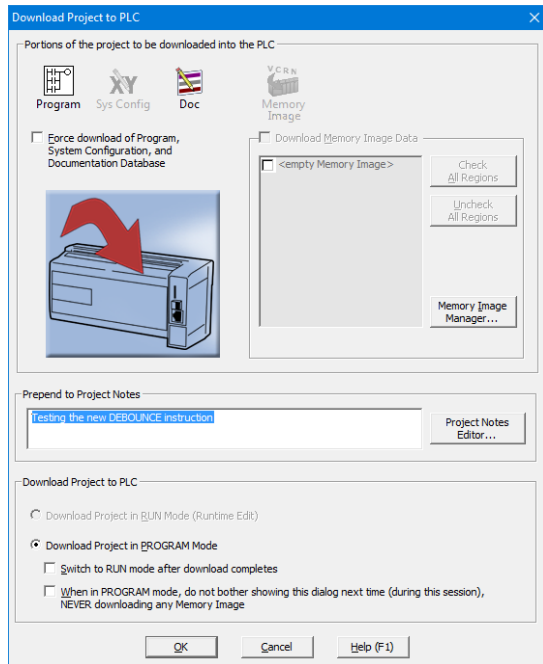 Download Project to PLC
Portions of the project to be downloaded into the PLC
VCRN
Program
XY
Sys Config
Doc
Memory
Image
Force download of Program,
System Configuration, and
Documentation Database
Download Memory Image Data
<empty Memory Image>
Check
All Regions
Uncheck
All Regions
Memory Image
Manager...
Prepend to Project Notes
Testing the new DEBOUNCE instruction
Project Notes
Editor...
Download Project to PLC
Download Project in RUN Mode (Runtime Edit)
Download Project in PROGRAM Mode
Switch to RUN mode after download completes
When in PROGRAM mode, do not bother showing this dialog next time (during this session),
NEVER downloading any Memory Image
OK
Cancel
Help (F1)